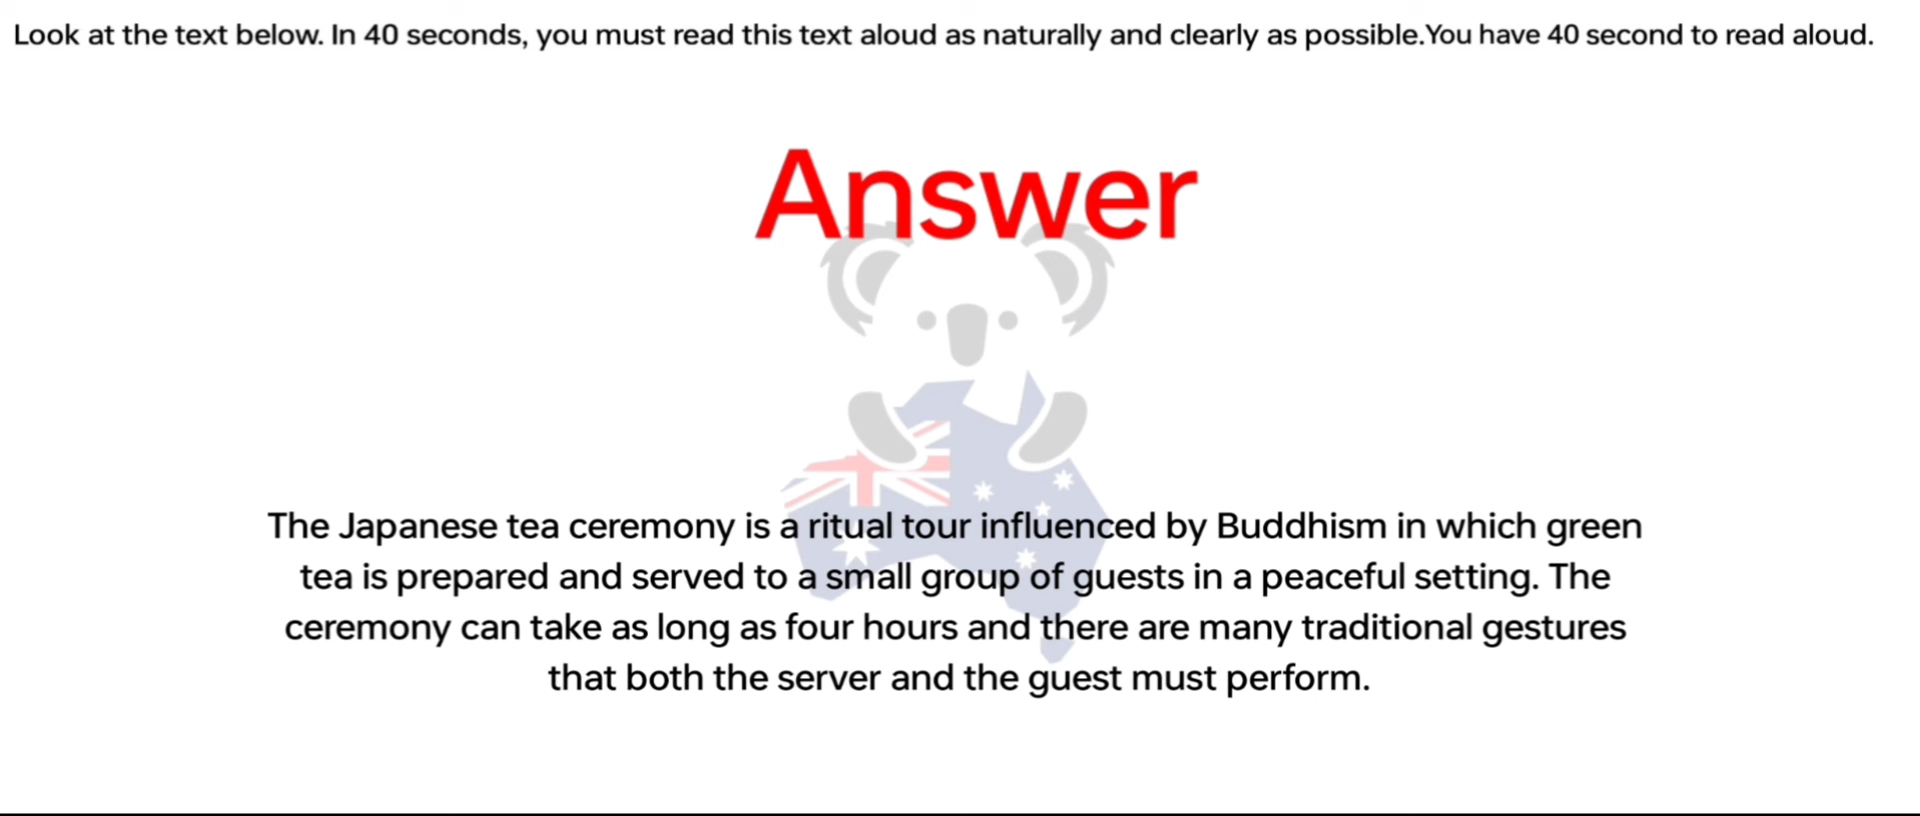 Look at the text below. In 40 seconds, you must read this text aloud as naturally and clearly as possible.You have 40 second to read aloud.
Answer
The Japanese tea ceremony is a ritual tour influenced by Buddhism in which green
tea is prepared and served to a small group of guests in a peaceful setting. The
ceremony can take as long as four hours and there are many traditional gestures
that both the server and the guest must perform.